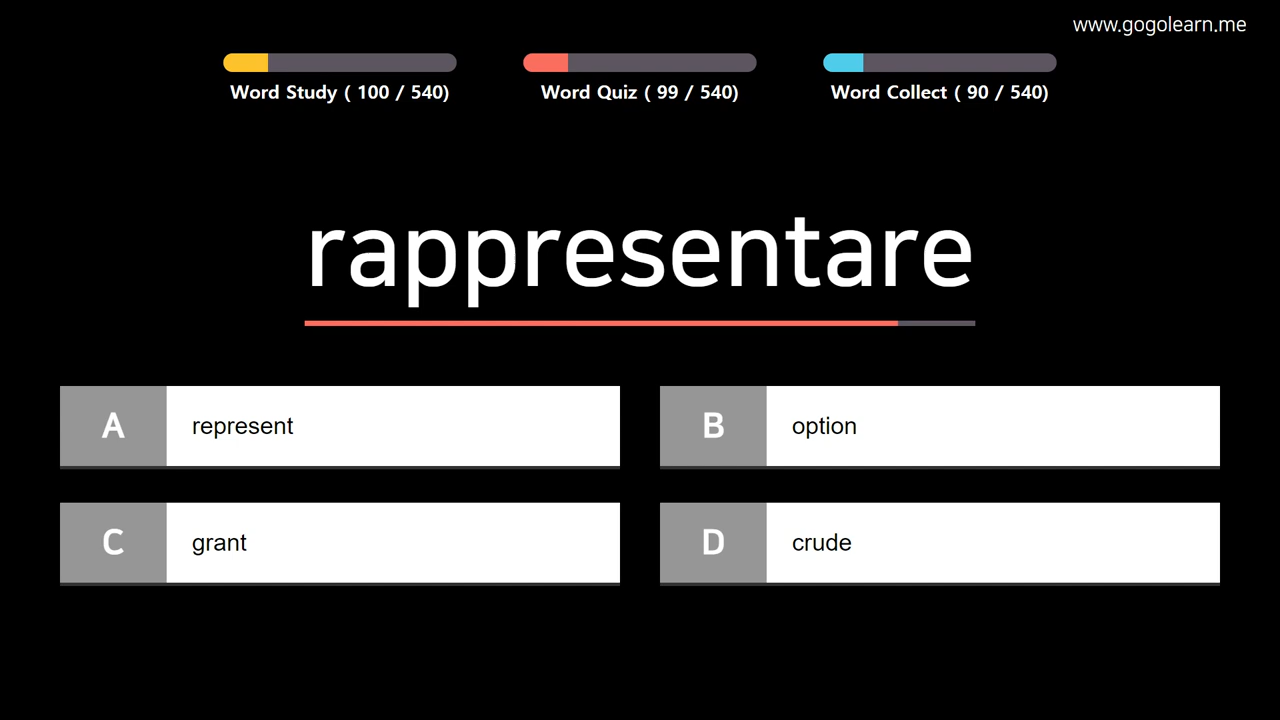 www.gogolearn.me
Word Study ( 100 / 540)
Word Quiz ( 99 / 540)
Word Collect ( 90 / 540)
rappresentare
A represent
B option
C grant
D crude